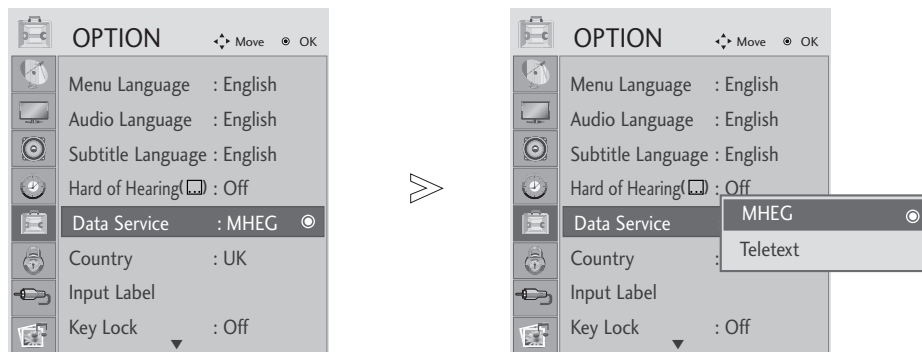 OPTION Move OK
Menu Language : English
Audio Language : English
Subtitle Language : English
Hard of Hearing( ) : Off
Data Service : MHEG
Country : UK
Input Label
Key Lock : Off
OPTION Move OK
Menu Language : English
Audio Language : English
Subtitle Language : English
Hard of Hearing( ) : Off
Data Service
MHEG
Teletext
Country :
Input Label
Key Lock : Off